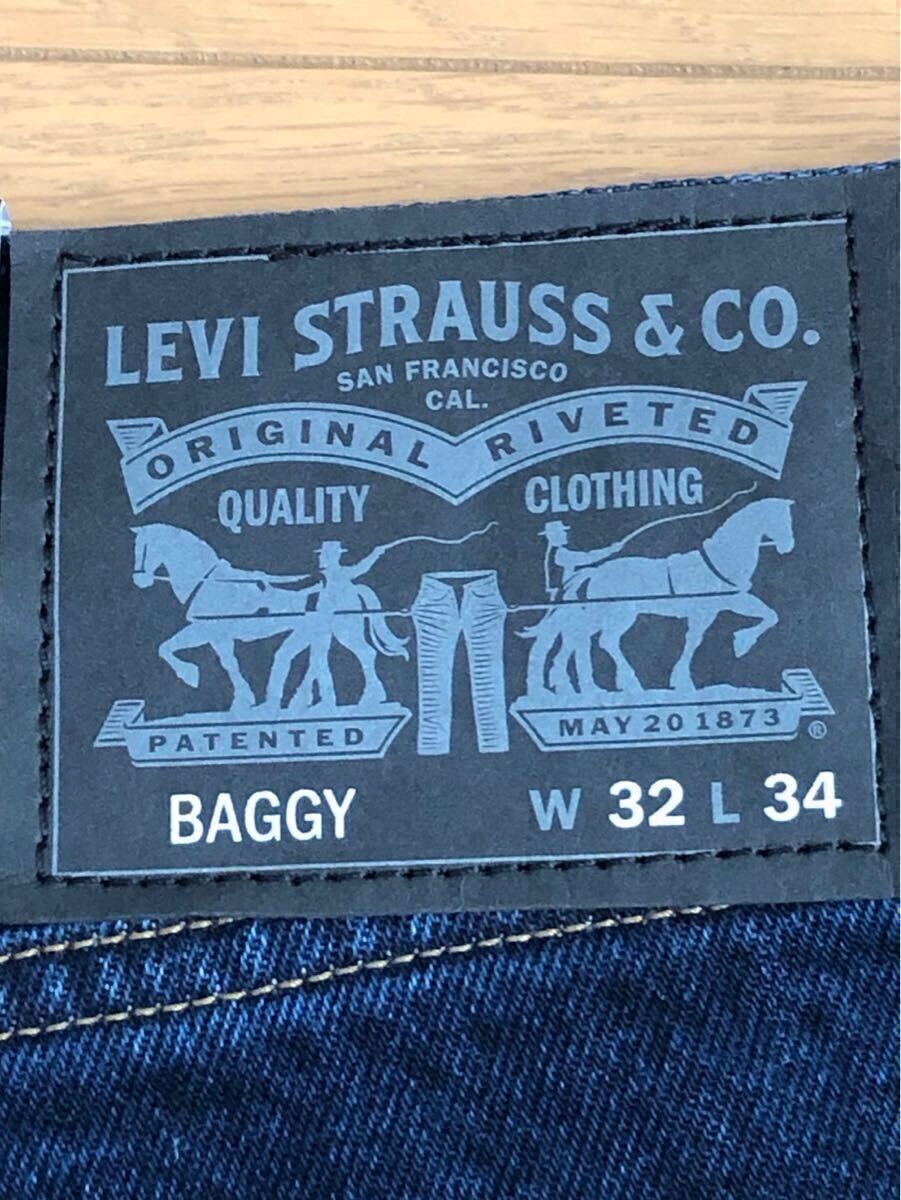 LEVI STRAUSS & CO.
SAN FRANCISCO
CAL.
ORIGINAL RIVETED
QUALITY CLOTHING
PATENTED MAY 20 1873 ®
BAGGY W 32 L 34